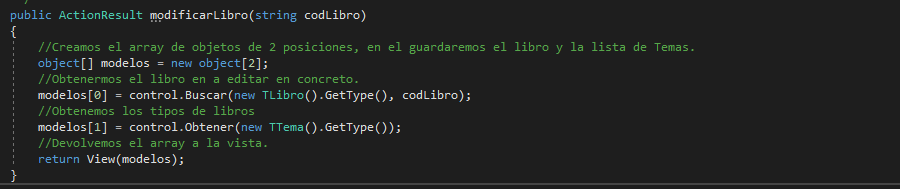 public ActionResult modificarLibro(string codLibro)
{
//Creamos el array de objetos de 2 posiciones, en el guardaremos el libro y la lista de Temas.
object[] modelos = new object[2];
//Obtenermos el libro en a editar en concreto.
modelos[0] = control.Buscar(new TLibro().GetType(), codLibro);
//Obtenemos los tipos de libros
modelos[1] = control.Obtener(new TTema().GetType());
//Devolvemos el array a la vista.
return View(modelos);
}